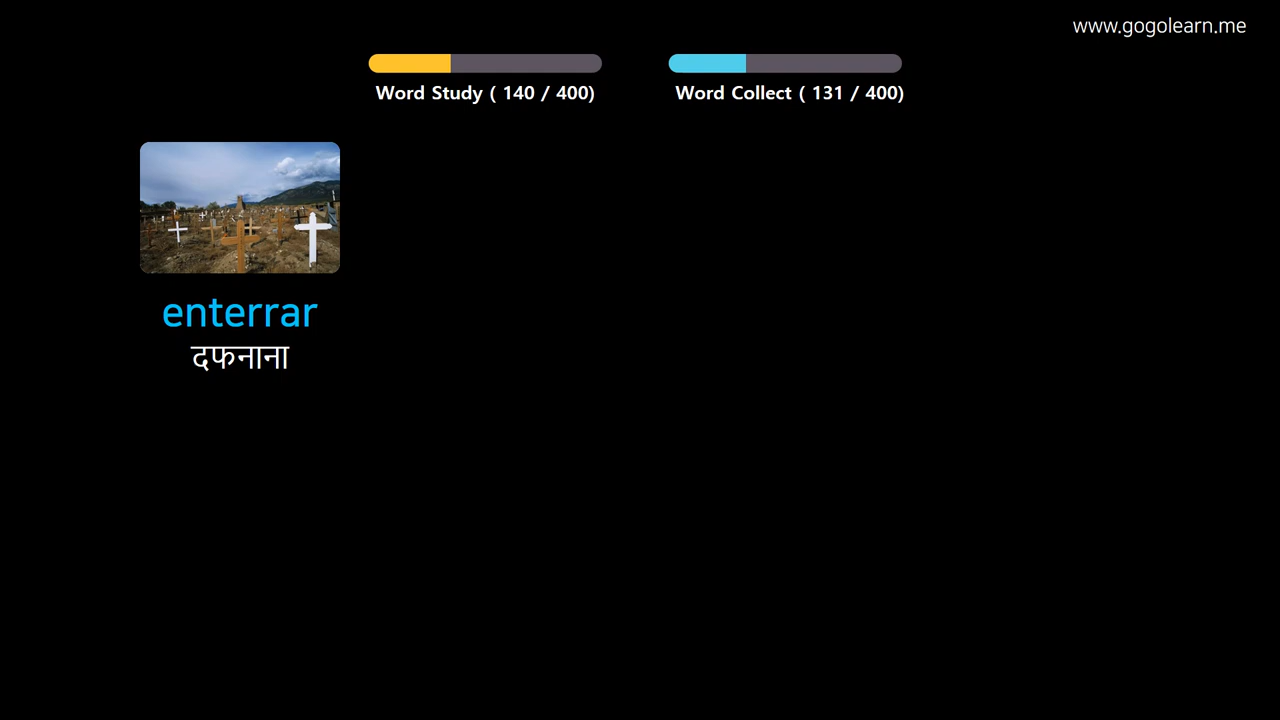 www.gogolearn.me
Word Study ( 140 / 400)
Word Collect ( 131 / 400)
enterrar
दफनाना